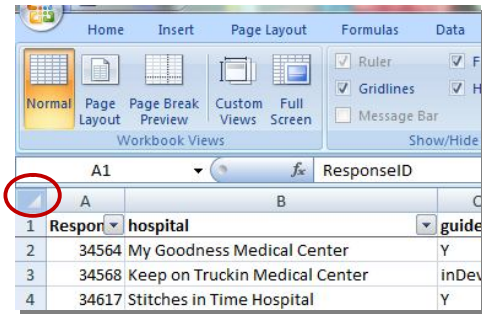 Home Insert Page Layout Formulas Data
Normal Page Layout Page Break Preview Custom Views Full Screen
Ruler F
Gridlines H
Message Bar
Workbook Views Show/Hide
A1 fx ResponseID
A B C
1 Respon hospital guide
2 34564 My Goodness Medical Center Y
3 34568 Keep on Truckin Medical Center inDev
4 34617 Stitches in Time Hospital Y